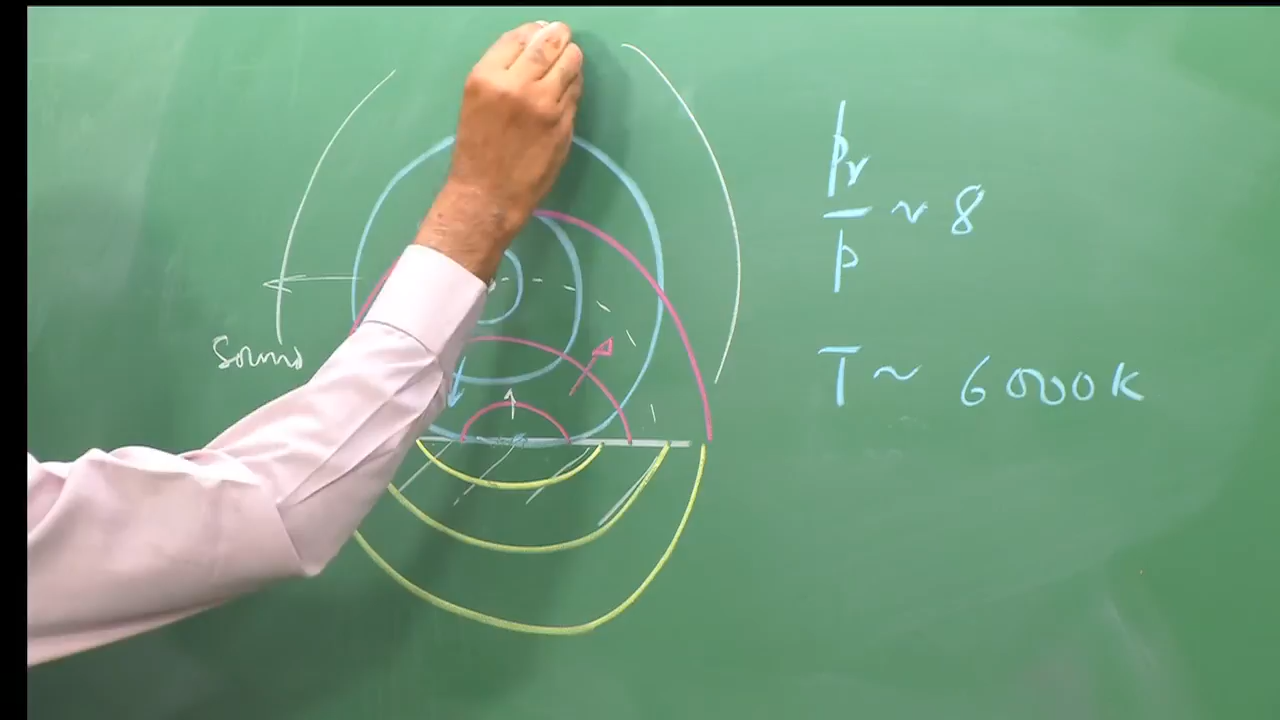 pr
— ~ 8
p
T ~ 6000K
Sound